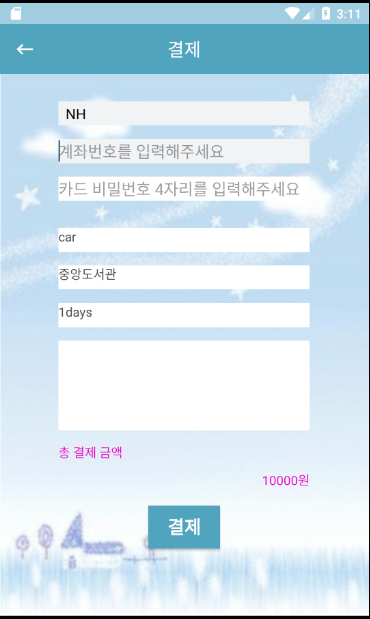 3:11
결제
NH
계좌번호를 입력해주세요
카드 비밀번호 4자리를 입력해주세요
car
중앙도서관
1days
총 결제 금액
10000원
결제